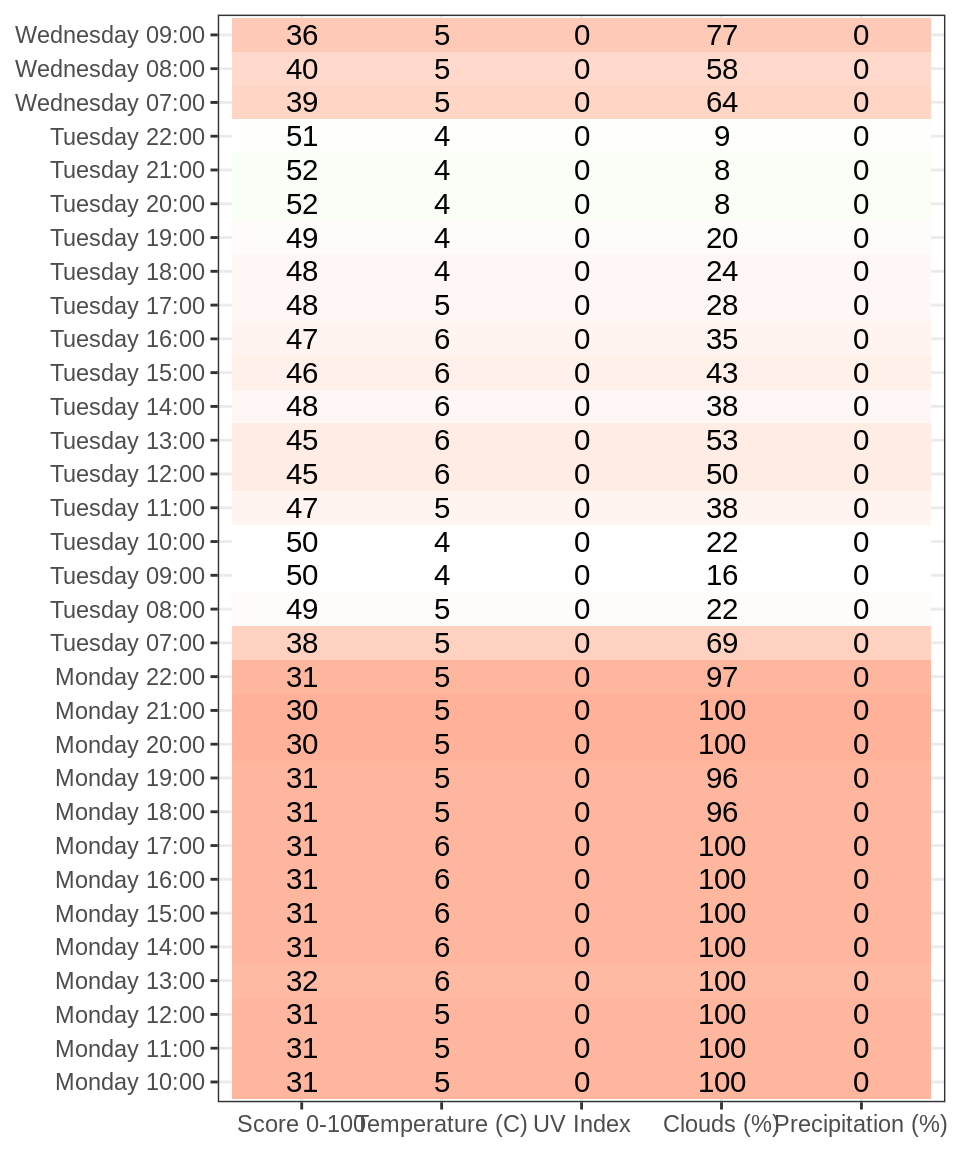 Wednesday 09:00 36 5 0 77 0
Wednesday 08:00 40 5 0 58 0
Wednesday 07:00 39 5 0 64 0
Tuesday 22:00 51 4 0 9 0
Tuesday 21:00 52 4 0 8 0
Tuesday 20:00 52 4 0 8 0
Tuesday 19:00 49 4 0 20 0
Tuesday 18:00 48 4 0 24 0
Tuesday 17:00 48 5 0 28 0
Tuesday 16:00 47 6 0 35 0
Tuesday 15:00 46 6 0 43 0
Tuesday 14:00 48 6 0 38 0
Tuesday 13:00 45 6 0 53 0
Tuesday 12:00 45 6 0 50 0
Tuesday 11:00 47 5 0 38 0
Tuesday 10:00 50 4 0 22 0
Tuesday 09:00 50 4 0 16 0
Tuesday 08:00 49 5 0 22 0
Tuesday 07:00 38 5 0 69 0
Monday 22:00 31 5 0 97 0
Monday 21:00 30 5 0 100 0
Monday 20:00 30 5 0 100 0
Monday 19:00 31 5 0 96 0
Monday 18:00 31 5 0 96 0
Monday 17:00 31 6 0 100 0
Monday 16:00 31 6 0 100 0
Monday 15:00 31 6 0 100 0
Monday 14:00 31 6 0 100 0
Monday 13:00 32 6 0 100 0
Monday 12:00 31 5 0 100 0
Monday 11:00 31 5 0 100 0
Monday 10:00 31 5 0 100 0
Score 0-100 Temperature (C) UV Index Clouds (%) Precipitation (%)